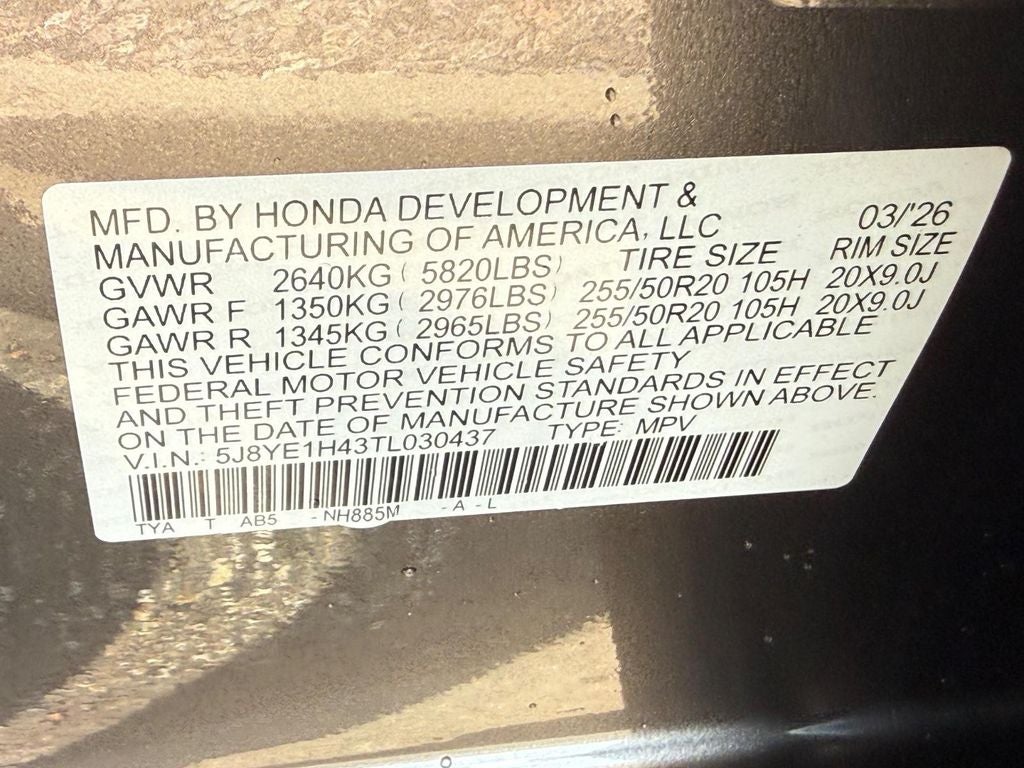 MFD. BY HONDA DEVELOPMENT &
MANUFACTURING OF AMERICA, LLC 03/'26
GVWR 2640KG ( 5820LBS) TIRE SIZE RIM SIZE
GAWR F 1350KG ( 2976LBS) 255/50R20 105H 20X9.0J
GAWR R 1345KG ( 2965LBS) 255/50R20 105H 20X9.0J
THIS VEHICLE CONFORMS TO ALL APPLICABLE
FEDERAL MOTOR VEHICLE SAFETY
AND THEFT PREVENTION STANDARDS IN EFFECT
ON THE DATE OF MANUFACTURE SHOWN ABOVE.
V.I.N.: 5J8YE1H43TL030437 TYPE: MPV
TYA T AB5 -NH885M -A-L